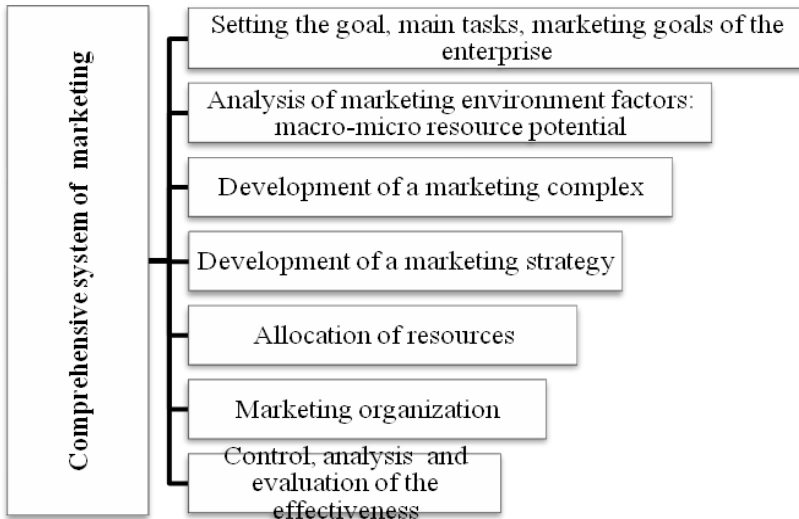 Comprehensive system of marketing
Setting the goal, main tasks, marketing goals of the
enterprise
Analysis of marketing environment factors:
macro-micro resource potential
Development of a marketing complex
Development of a marketing strategy
Allocation of resources
Marketing organization
Control, analysis and
evaluation of the
effectiveness